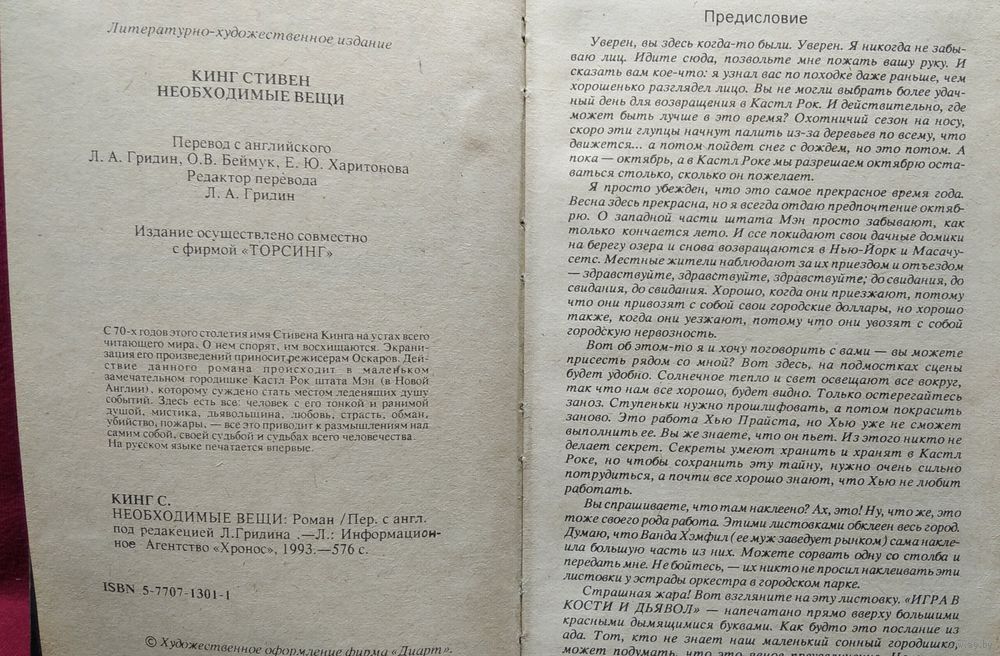 Литературно-художественное издание
КИНГ СТИВЕН
НЕОБХОДИМЫЕ ВЕЩИ
Перевод с английского
Л. А. Гридин, О.В. Беймук, Е. Ю. Харитонова
Редактор перевода
Л. А. Гридин
Издание осуществлено совместно
с фирмой «ТОРСИНГ»
С 70-х годов этого столетия имя Стивена Кинга на устах всего
читающего мира. О нем спорят, им восхищаются. Экрани-
зация его произведений приносит режисерам Оскаров. Дей-
ствие данного романа происходит в маленьком
замечательном городишке Кастл Рок штата Мэн (в Новой
Англии), которому суждено стать местом леденящих душу
событий. Здесь есть все: человек с его тонкой и ранимой
душой, мистика, дьявольщина, любовь, страсть, обман,
убийство, пожары, — все это приводит к размышлениям над
самим собой, своей судьбой и судьбах всего человечества.
На русском языке печатается впервые.
КИНГ С.
НЕОБХОДИМЫЕ ВЕЩИ: Роман /Пер. с англ.
под редакцией Л.Гридина .—Л.: Информацион-
ное Агентство «Хронос», 1993.—576 с.
ISBN 5-7707-1301-1
© Художественное оформление фирма «Диарт».
Предисловие
Уверен, вы здесь когда-то были. Уверен. Я никогда не забы-
ваю лиц. Идите сюда, позвольте мне пожать вашу руку. И
сказать вам кое-что: я узнал вас по походке даже раньше, чем
хорошенько разглядел лицо. Вы не могли выбрать более удач-
ный день для возвращения в Кастл Рок. И действительно, где
может быть лучше в это время? Охотничий сезон на носу,
скоро эти глупцы начнут палить из-за деревьев по всему, что
движется... а потом пойдет снег с дождем, но это потом. А
пока — октябрь, а в Кастл Роке мы разрешаем октябрю оста-
ваться столько, сколько он пожелает.
Я просто убежден, что это самое прекрасное время года.
Весна здесь прекрасна, но я всегда отдаю предпочтение октяб-
рю. О западной части штата Мэн просто забывают, как
только кончается лето. И ссе покидают свои дачные домики
на берегу озера и снова возвращаются в Нью-Йорк и Масачу-
сетс. Местные жители наблюдают за их приездом и отъездом
— здравствуйте, здравствуйте, здравствуйте; до свидания, до
свидания, до свидания. Хорошо, когда они приезжают, потому
что они привозят с собой свои городские доллары, но хорошо
также, когда они уезжают, потому что они увозят с собой
городскую нервозность.
Вот об этом-то я и хочу поговорить с вами — вы можете
присесть рядом со мной? Вот здесь, на подмостках сцены
будет удобно. Солнечное тепло и свет освещают все вокруг,
так что нам все хорошо, будет видно. Только остерегайтесь
заноз. Ступеньки нужно прошлифовать, а потом покрасить
заново. Это работа Хью Прайста, но Хью уже не сможет
выполнить ее. Вы же знаете, что он пьет. Из этого никто не
делает секрет. Секреты умеют хранить и хранят в Кастл
Роке, но чтобы сохранить эту тайну, нужно очень сильно
потрудиться, а почти все хорошо знают, что Хью не любит
работать.
Вы спрашиваете, что там наклеено? Ах, это! Ну, что же, это
тоже своего рода работа. Этими листовками обклеен весь город.
Думаю, что Ванда Хэмфил (ее муж заведует рынком) сама накле-
ила большую часть из них. Можете сорвать одну со столба и
передать мне. Не бойтесь, — их никто не просил наклеивать эти
листовки у эстрады оркестра в городском парке.
Страшная жара! Вот взгляните на эту листовку. «ИГРА В
КОСТИ И ДЬЯВОЛ» — напечатано прямо вверху большими
красными дымящимися буквами. Как будто это послание из
ада. Тот, кто не знает наш маленький сонный городишко,
может подумать, что это явное преувеличение.